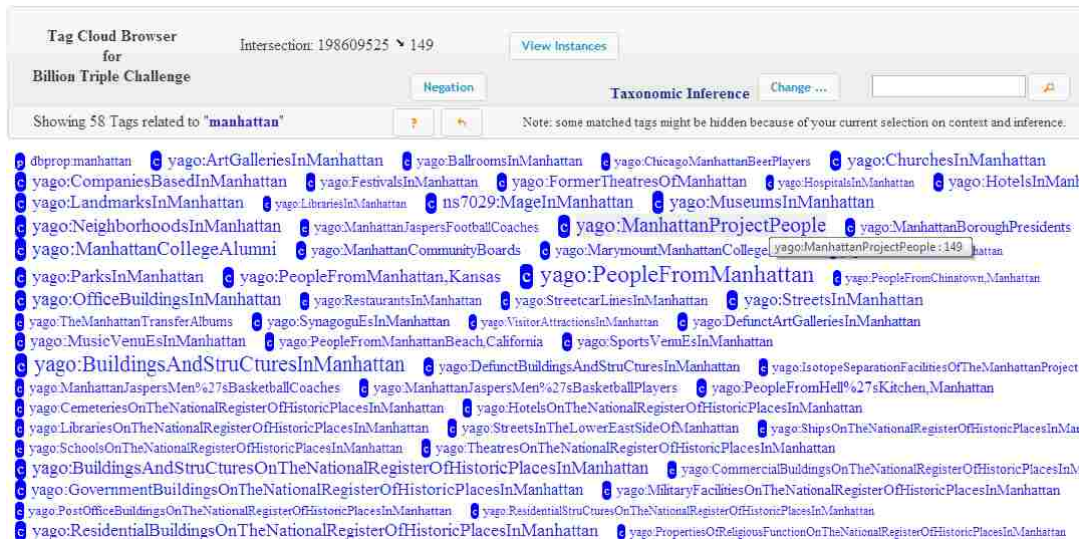 Tag Cloud Browser
for
Billion Triple Challenge
Intersection: 198609525 ➘ 149
View Instances
Negation
Taxonomic Inference
Change ...
Showing 58 Tags related to "manhattan"
?
Note: some matched tags might be hidden because of your current selection on context and inference.
p dbprop:manhattan c yago:ArtGalleriesInManhattan c yago:BallroomsInManhattan c yago:ChicagoManhattanBeerPlayers c yago:ChurchesInManhattan
c yago:CompaniesBasedInManhattan c yago:FestivalsInManhattan c yago:FormerTheatresOfManhattan c yago:HospitalsInManhattan c yago:HotelsInManh
c yago:LandmarksInManhattan c yago:LibrariesInManhattan c ns7029:MageInManhattan c yago:MuseumsInManhattan
c yago:NeighborhoodsInManhattan c yago:ManhattanJaspersFootballCoaches c yago:ManhattanProjectPeople c yago:ManhattanBoroughPresidents
c yago:ManhattanCollegeAlumni c yago:ManhattanCommunityBoards c yago:MarymountManhattanCollege yago:ManhattanProjectPeople : 149 hattan
c yago:ParksInManhattan c yago:PeopleFromManhattan,Kansas c yago:PeopleFromManhattan c yago:PeopleFromChinatown,Manhattan
c yago:OfficeBuildingsInManhattan c yago:RestaurantsInManhattan c yago:StreetcarLinesInManhattan c yago:StreetsInManhattan
c yago:TheManhattanTransferAlbums c yago:SynagoguEsInManhattan c yago:VisitorAttractionsInManhattan c yago:DefunctArtGalleriesInManhattan
c yago:MusicVenuEsInManhattan c yago:PeopleFromManhattanBeach,California c yago:SportsVenuEsInManhattan
c yago:BuildingsAndStruCturesInManhattan c yago:DefunctBuildingsAndStruCturesInManhattan c yago:IsotopeSeparationFacilitiesOfTheManhattanProject
c yago:ManhattanJaspersMen%27sBasketballCoaches c yago:ManhattanJaspersMen%27sBasketballPlayers c yago:PeopleFromHell%27sKitchen,Manhattan
c yago:CemeteriesOnTheNationalRegisterOfHistoricPlacesInManhattan c yago:HotelsOnTheNationalRegisterOfHistoricPlacesInManhattan
c yago:LibrariesOnTheNationalRegisterOfHistoricPlacesInManhattan c yago:StreetsInTheLowerEastSideOfManhattan c yago:ShipsOnTheNationalRegisterOfHistoricPlacesInMan
c yago:SchoolsOnTheNationalRegisterOfHistoricPlacesInManhattan c yago:TheatresOnTheNationalRegisterOfHistoricPlacesInManhattan
c yago:BuildingsAndStruCturesOnTheNationalRegisterOfHistoricPlacesInManhattan c yago:CommercialBuildingsOnTheNationalRegisterOfHistoricPlacesInM
c yago:GovernmentBuildingsOnTheNationalRegisterOfHistoricPlacesInManhattan c yago:MilitaryFacilitiesOnTheNationalRegisterOfHistoricPlacesInManhattan
c yago:PostOfficeBuildingsOnTheNationalRegisterOfHistoricPlacesInManhattan c yago:ResidentialStruCturesOnTheNationalRegisterOfHistoricPlacesInManhattan
c yago:ResidentialBuildingsOnTheNationalRegisterOfHistoricPlacesInManhattan c yago:PropertiesOfReligiousFunctionOnTheNationalRegisterOfHistoricPlacesInManhattan